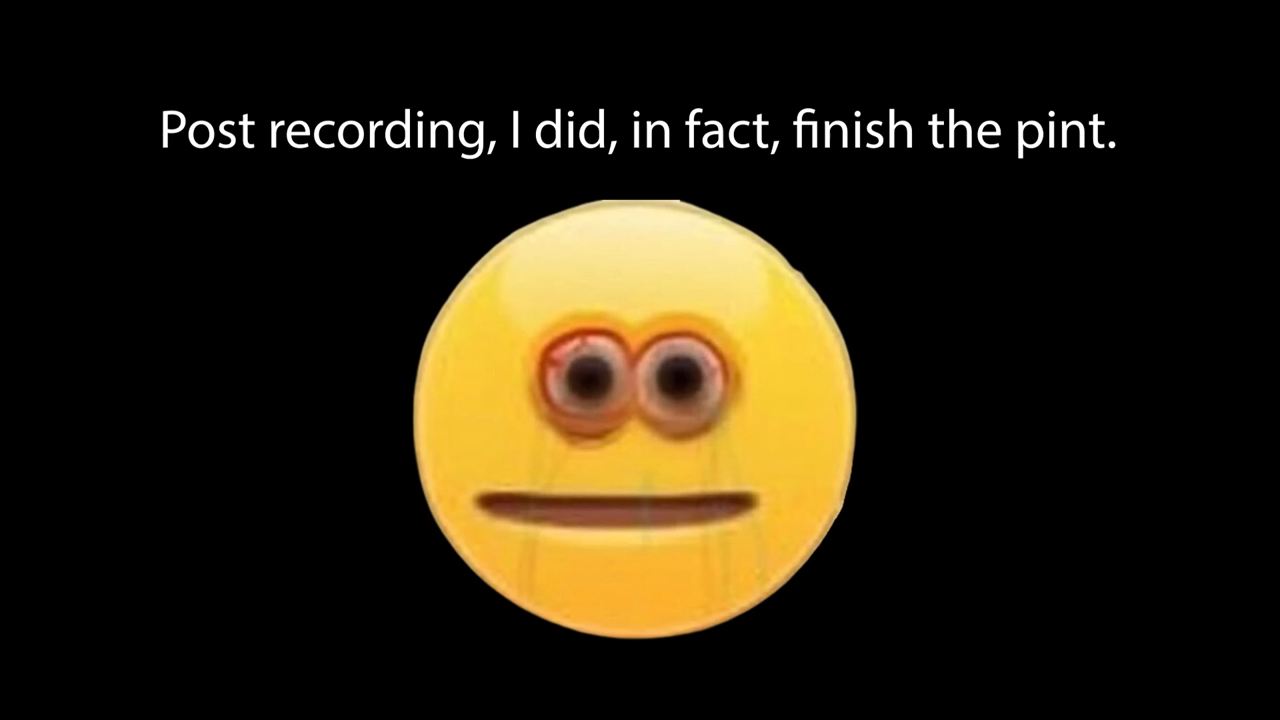 Post recording, I did, in fact, finish the pint.